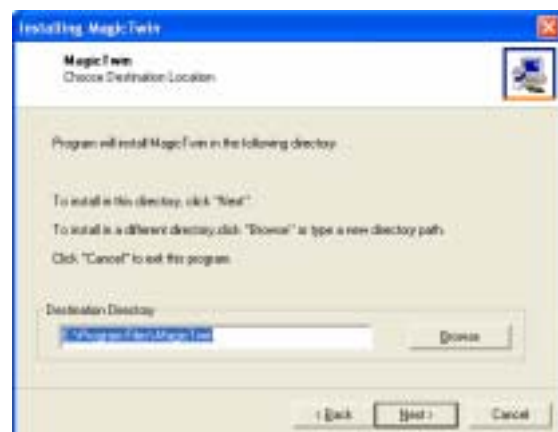 Installing MagicTwin
MagicTwin
Choose Destination Location
Program will install MagicTwin in the following directory.
To install in this directory, click "Next"
To install in a different directory,click "Browse" or type a new directory path.
Click "Cancel" to exit this program.
Destination Directory
C:\Program Files\MagicTwin
Browse
< Back
Next >
Cancel